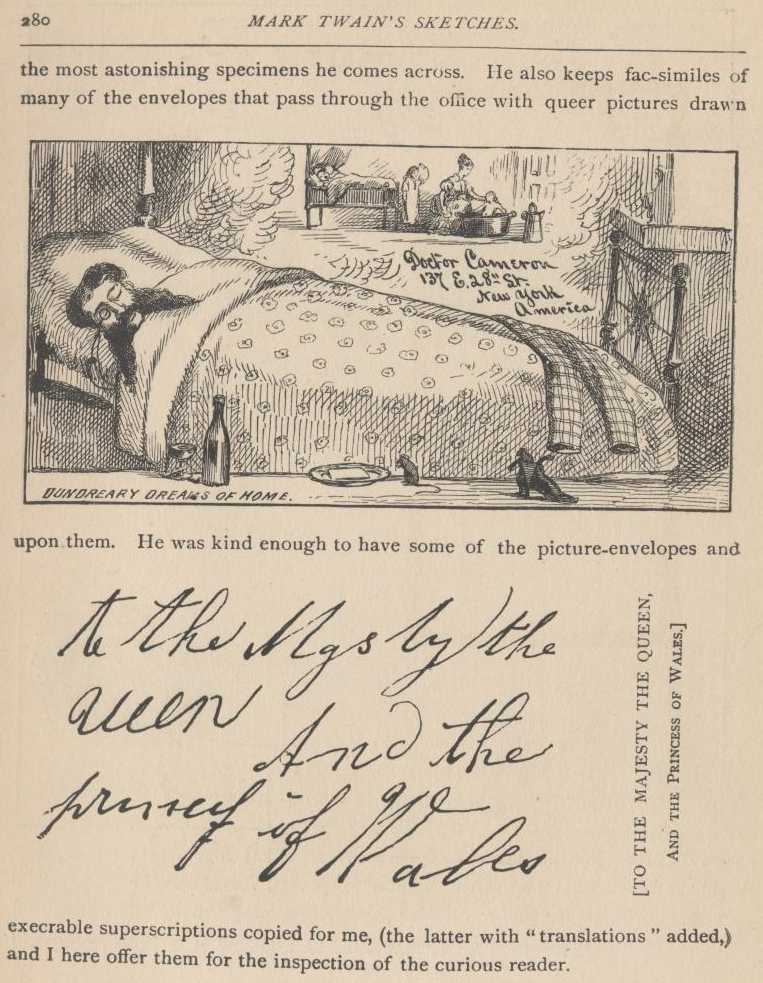 280
MARK TWAIN'S SKETCHES.
the most astonishing specimens he comes across. He also keeps fac-similes of
many of the envelopes that pass through the office with queer pictures drawn
Doctor Cameron
137 E. 28th St.
New York
America
DUNDREARY DREAMS OF HOME.
upon them. He was kind enough to have some of the picture-envelopes and
to the Mgs ty the
queen
And the
prinsess of Wales
[TO THE MAJESTY THE QUEEN,
AND THE PRINCESS OF WALES.]
execrable superscriptions copied for me, (the latter with "translations" added,)
and I here offer them for the inspection of the curious reader.